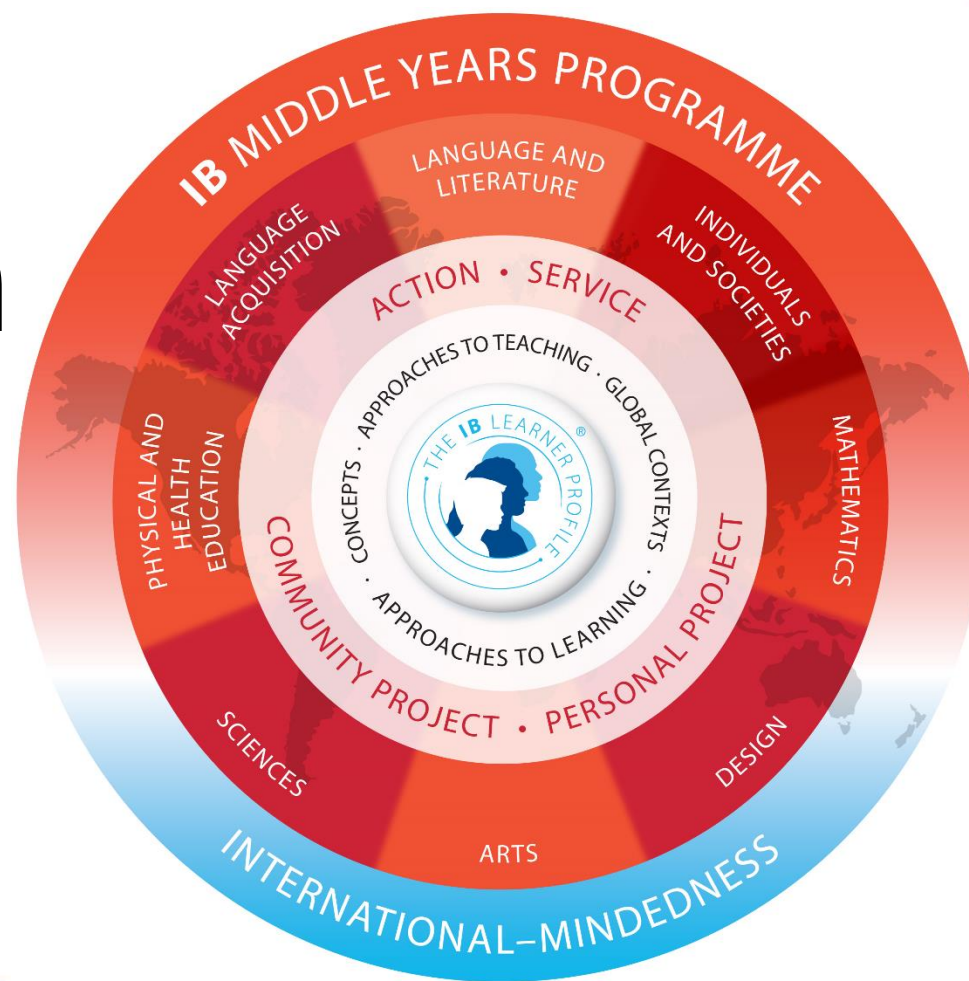 IB MIDDLE YEARS PROGRAMME
LANGUAGE AND
LITERATURE
INDIVIDUALS
AND SOCIETIES
MATHEMATICS
DESIGN
ARTS
SCIENCES
PHYSICAL AND
HEALTH
EDUCATION
LANGUAGE
ACQUISITION
ACTION • SERVICE
PERSONAL PROJECT
•
COMMUNITY PROJECT
APPROACHES TO TEACHING · GLOBAL CONTEXTS ·
APPROACHES TO LEARNING · CONCEPTS ·
THE IB LEARNER PROFILE ®
INTERNATIONAL–MINDEDNESS